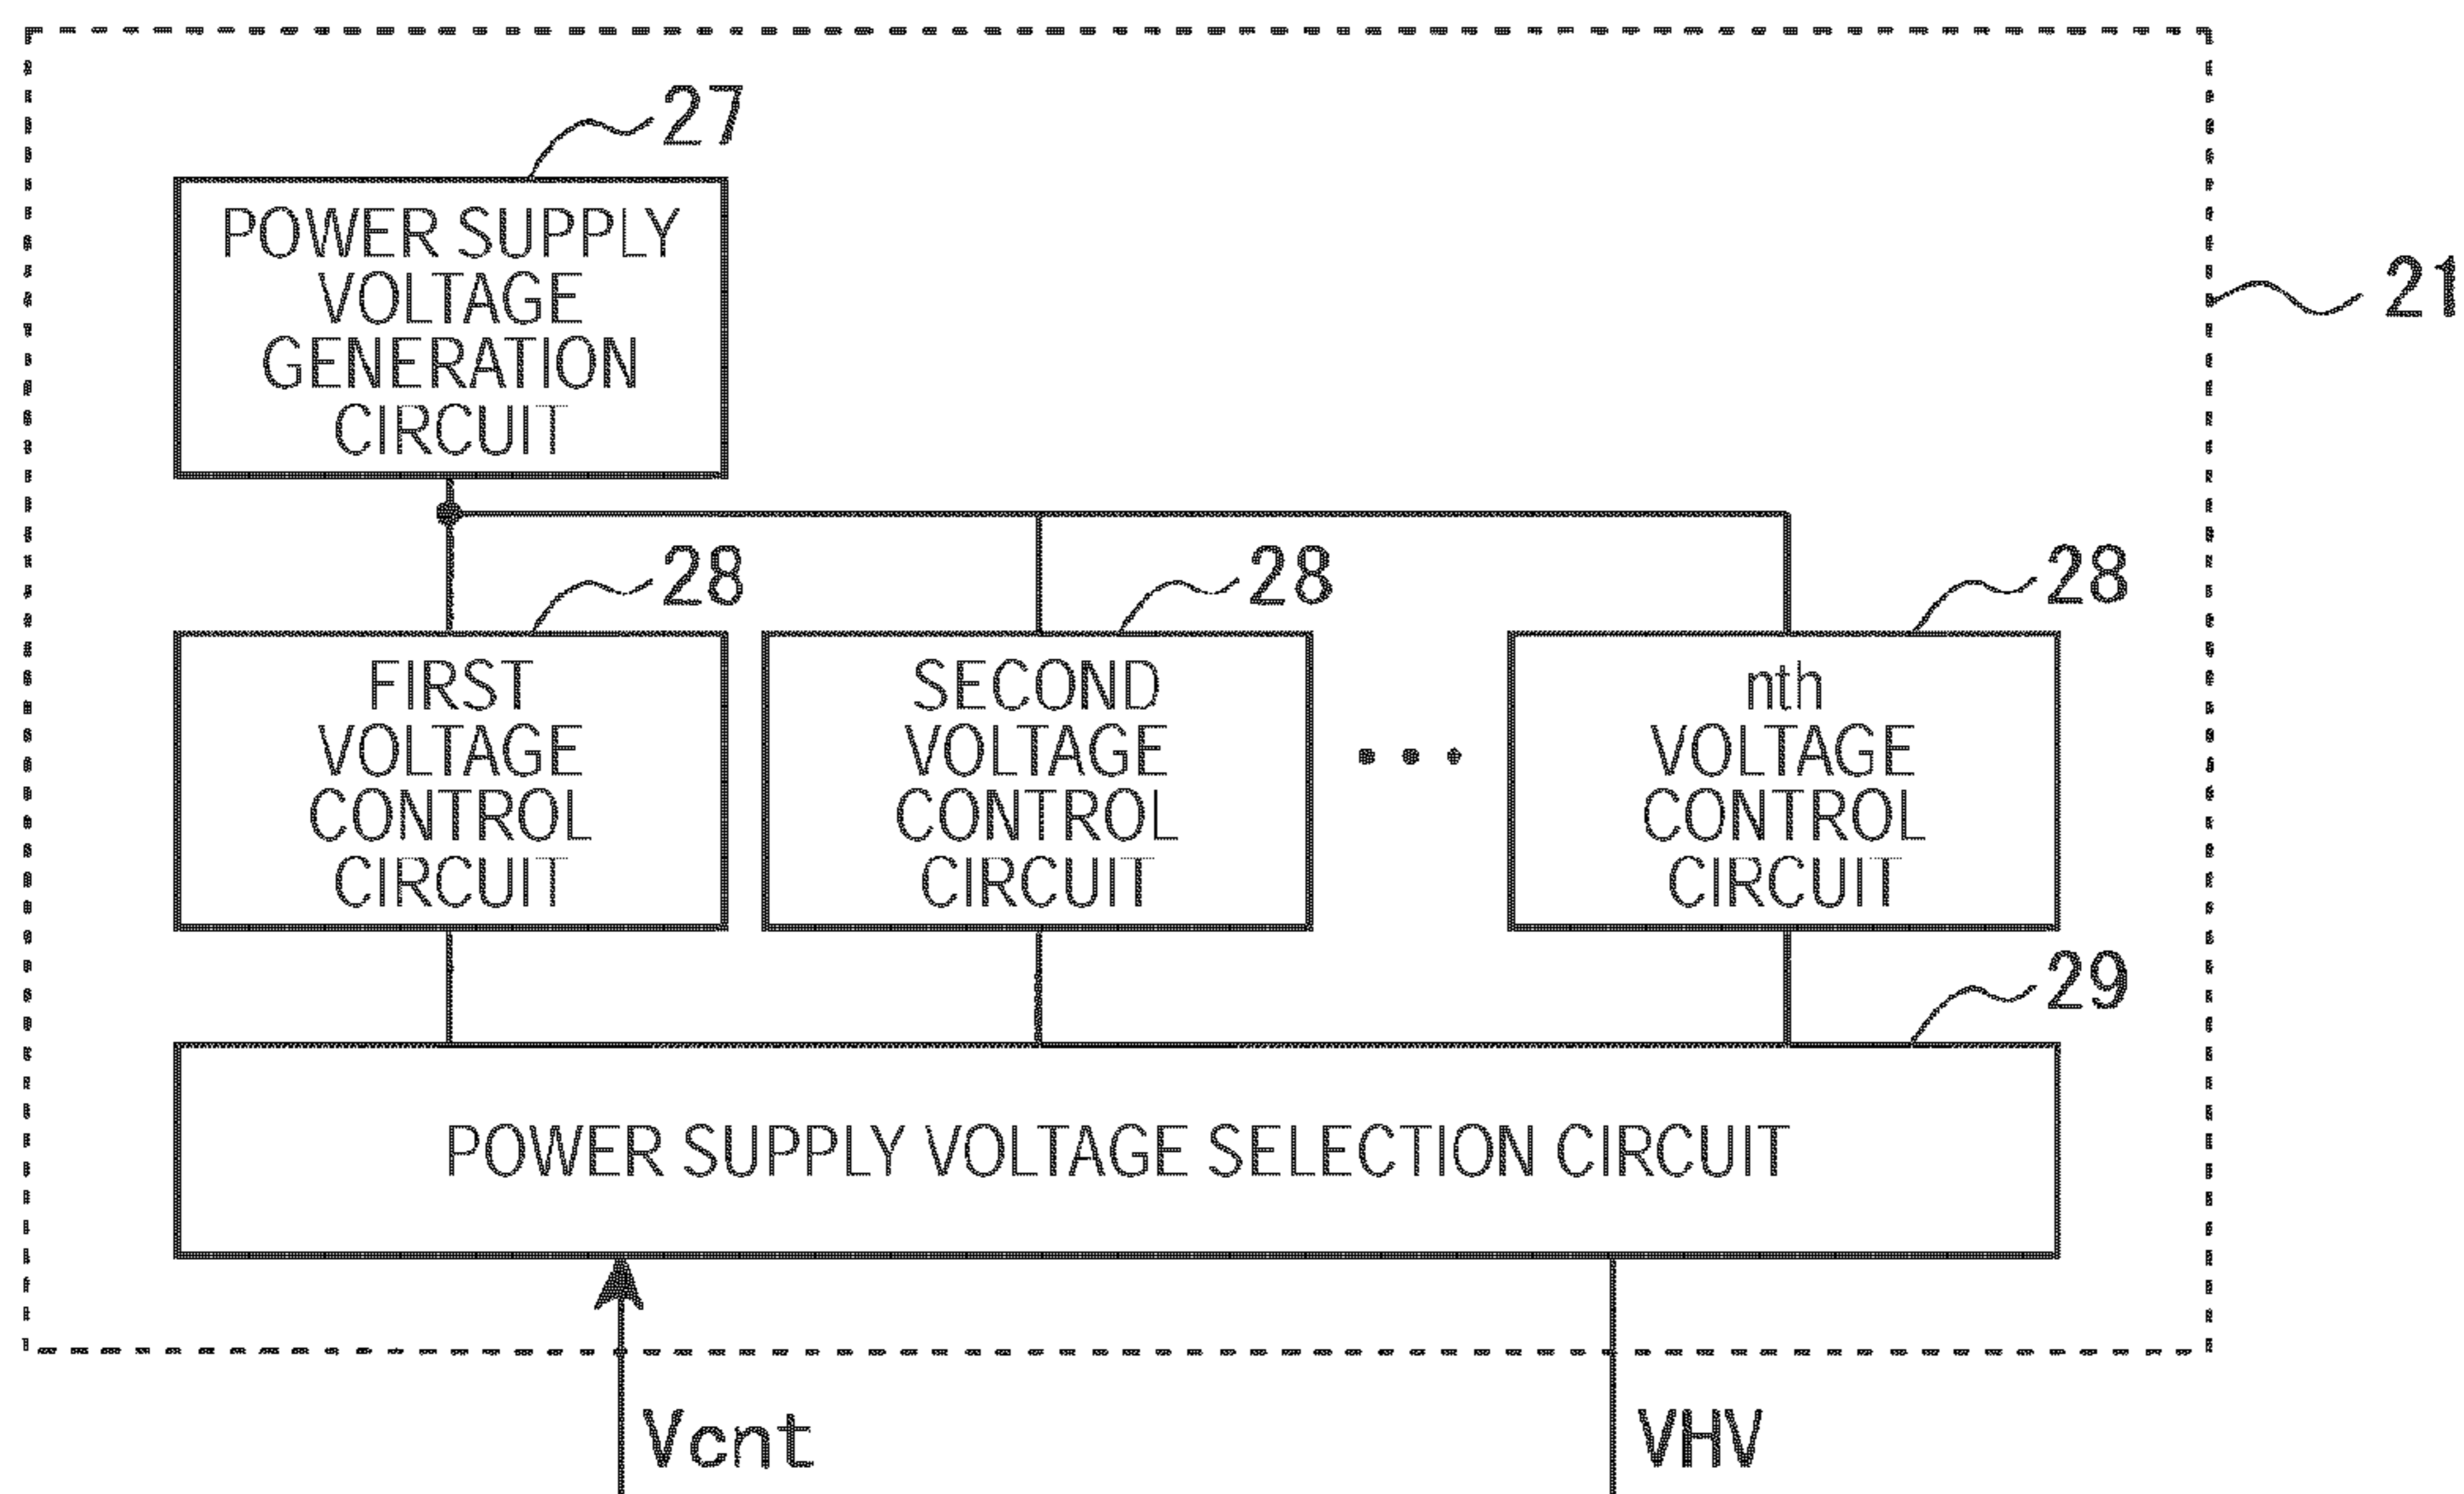 27
POWER SUPPLY
VOLTAGE
GENERATION
CIRCUIT
21
28
28
28
FIRST
VOLTAGE
CONTROL
CIRCUIT
SECOND
VOLTAGE
CONTROL
CIRCUIT
• • •
nth
VOLTAGE
CONTROL
CIRCUIT
29
POWER SUPPLY VOLTAGE SELECTION CIRCUIT
Vcnt
VHV